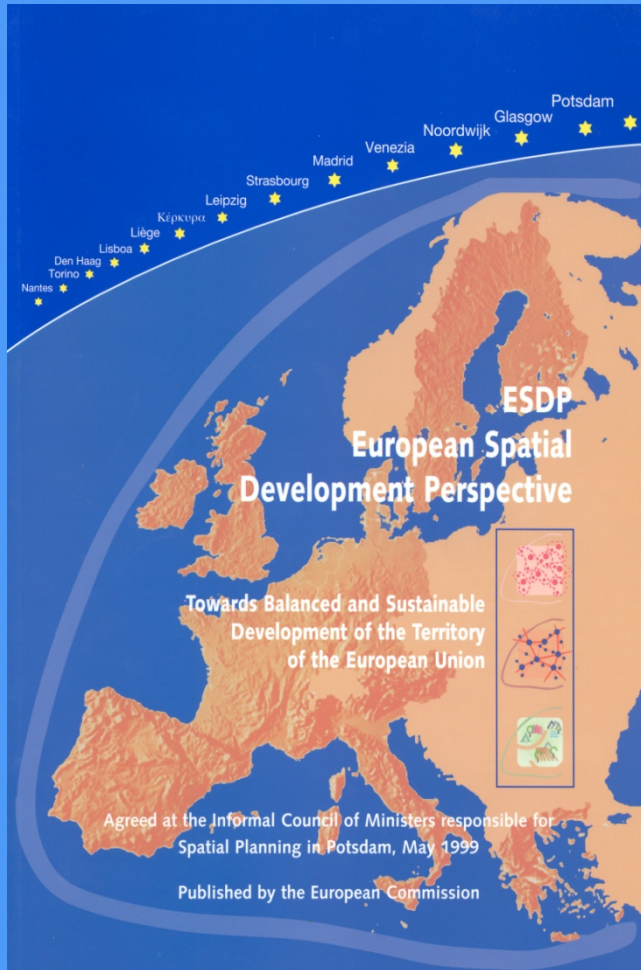 Potsdam
Glasgow
Noordwijk
Venezia
Madrid
Strasbourg
Leipzig
Κέρκυρα
Liège
Lisboa
Den Haag
Torino
Nantes
ESDP
European Spatial
Development Perspective
Towards Balanced and Sustainable
Development of the Territory
of the European Union
Agreed at the Informal Council of Ministers responsible for
Spatial Planning in Potsdam, May 1999
Published by the European Commission